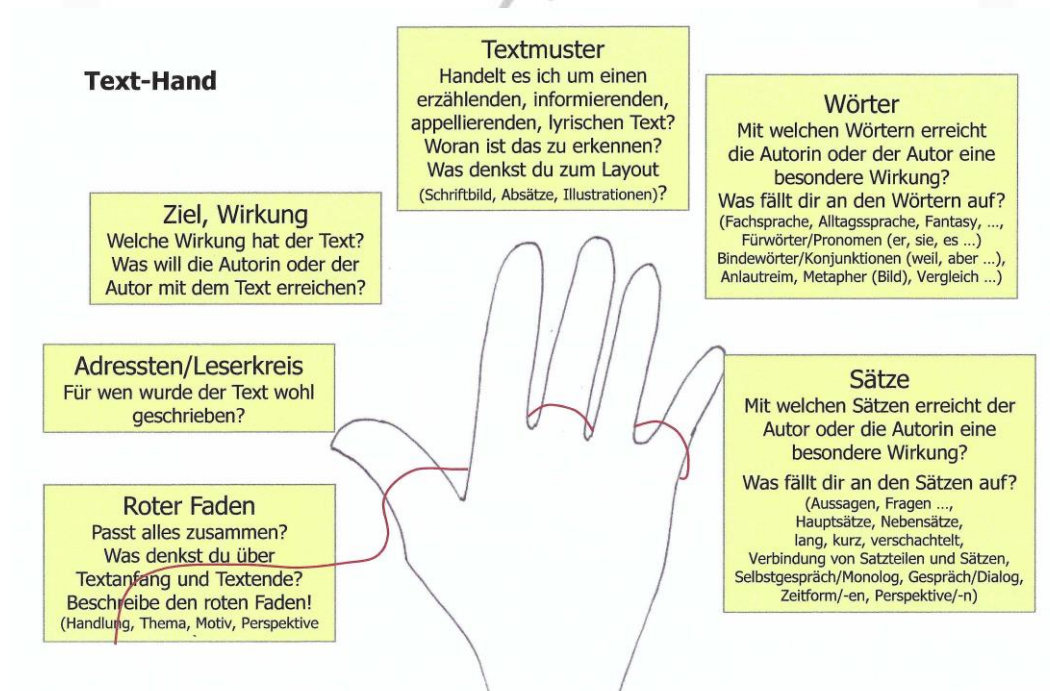 Text-Hand
Textmuster
Handelt es ich um einen
erzählenden, informierenden,
appellierenden, lyrischen Text?
Woran ist das zu erkennen?
Was denkst du zum Layout
(Schriftbild, Absätze, Illustrationen)?
Wörter
Mit welchen Wörtern erreicht
die Autorin oder der Autor eine
besondere Wirkung?
Was fällt dir an den Wörtern auf?
(Fachsprache, Alltagssprache, Fantasy, ...,
Fürwörter/Pronomen (er, sie, es ...)
Bindewörter/Konjunktionen (weil, aber ...),
Anlautreim, Metapher (Bild), Vergleich ...)
Ziel, Wirkung
Welche Wirkung hat der Text?
Was will die Autorin oder der
Autor mit dem Text erreichen?
Adressten/Leserkreis
Für wen wurde der Text wohl
geschrieben?
Sätze
Mit welchen Sätzen erreicht der
Autor oder die Autorin eine
besondere Wirkung?
Was fällt dir an den Sätzen auf?
(Aussagen, Fragen ...,
Hauptsätze, Nebensätze,
lang, kurz, verschachtelt,
Verbindung von Satzteilen und Sätzen,
Selbstgespräch/Monolog, Gespräch/Dialog,
Zeitform/-en, Perspektive/-n)
Roter Faden
Passt alles zusammen?
Was denkst du über
Textanfang und Textende?
Beschreibe den roten Faden!
(Handlung, Thema, Motiv, Perspektive